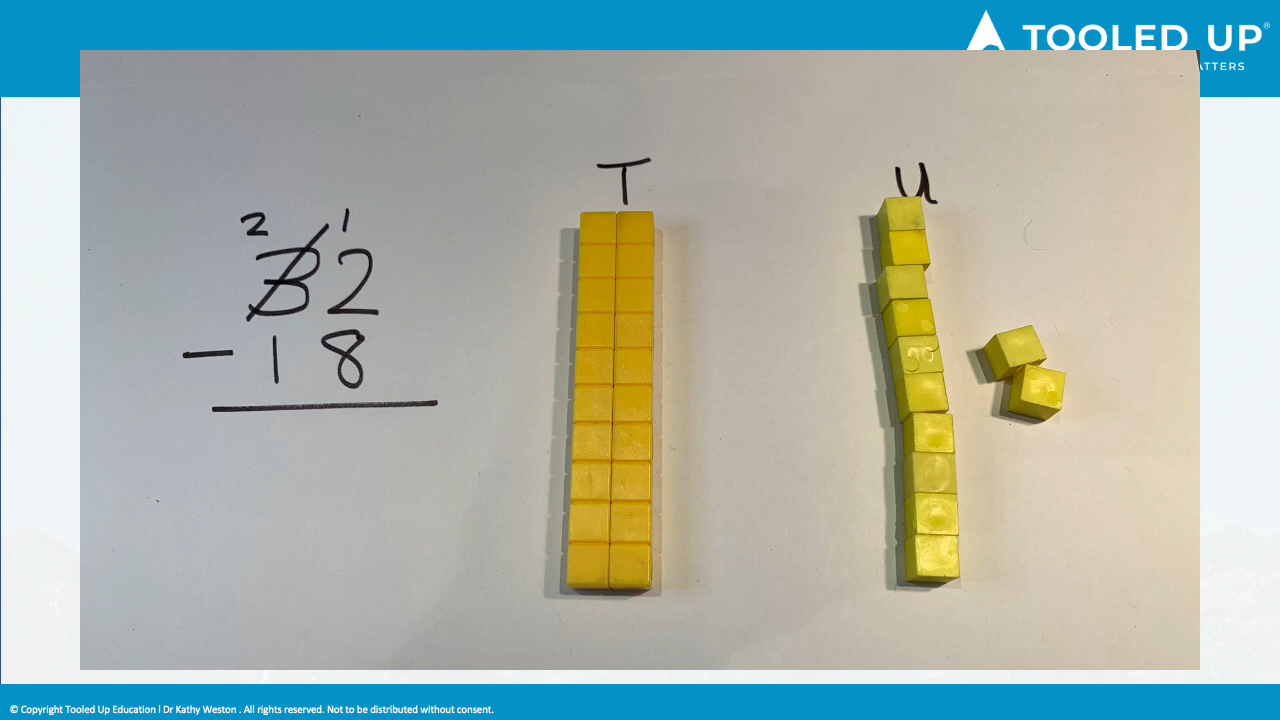 TOOLED UP®
ATTERS
T U
2 1
32
- 18
© Copyright Tooled Up Education | Dr Kathy Weston . All rights reserved. Not to be distributed without consent.